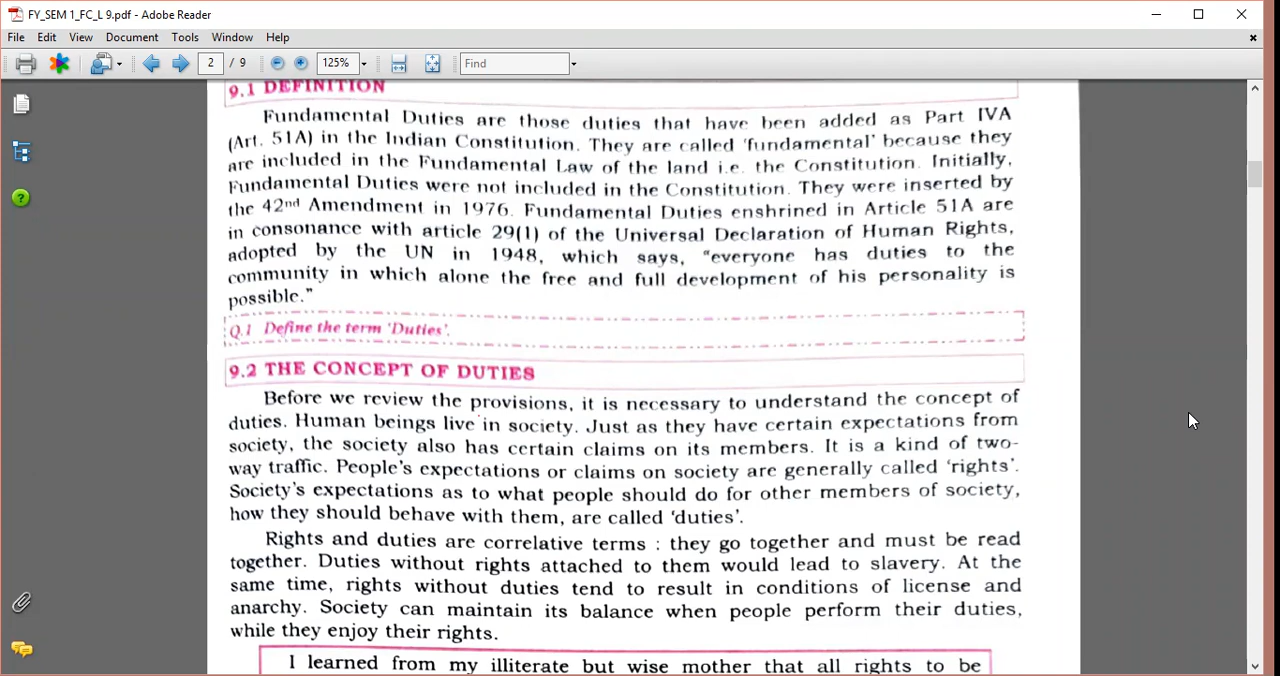 FY_SEM 1_FC_L 9.pdf - Adobe Reader
File Edit View Document Tools Window Help
2 / 9 125% Find
9.1 DEFINITION
Fundamental Duties are those duties that have been added as Part IVA
(Art. 51A) in the Indian Constitution. They are called 'fundamental' because they
are included in the Fundamental Law of the land i.e. the Constitution. Initially,
Fundamental Duties were not included in the Constitution. They were inserted by
the 42nd Amendment in 1976. Fundamental Duties enshrined in Article 51A are
in consonance with article 29(1) of the Universal Declaration of Human Rights,
adopted by the UN in 1948, which says, "everyone has duties to the
community in which alone the free and full development of his personality is
possible."
Q.1 Define the term 'Duties'.
9.2 THE CONCEPT OF DUTIES
Before we review the provisions, it is necessary to understand the concept of
duties. Human beings live in society. Just as they have certain expectations from
society, the society also has certain claims on its members. It is a kind of two-
way traffic. People's expectations or claims on society are generally called 'rights'.
Society's expectations as to what people should do for other members of society,
how they should behave with them, are called 'duties'.
Rights and duties are correlative terms : they go together and must be read
together. Duties without rights attached to them would lead to slavery. At the
same time, rights without duties tend to result in conditions of license and
anarchy. Society can maintain its balance when people perform their duties,
while they enjoy their rights.
I learned from my illiterate but wise mother that all rights to be